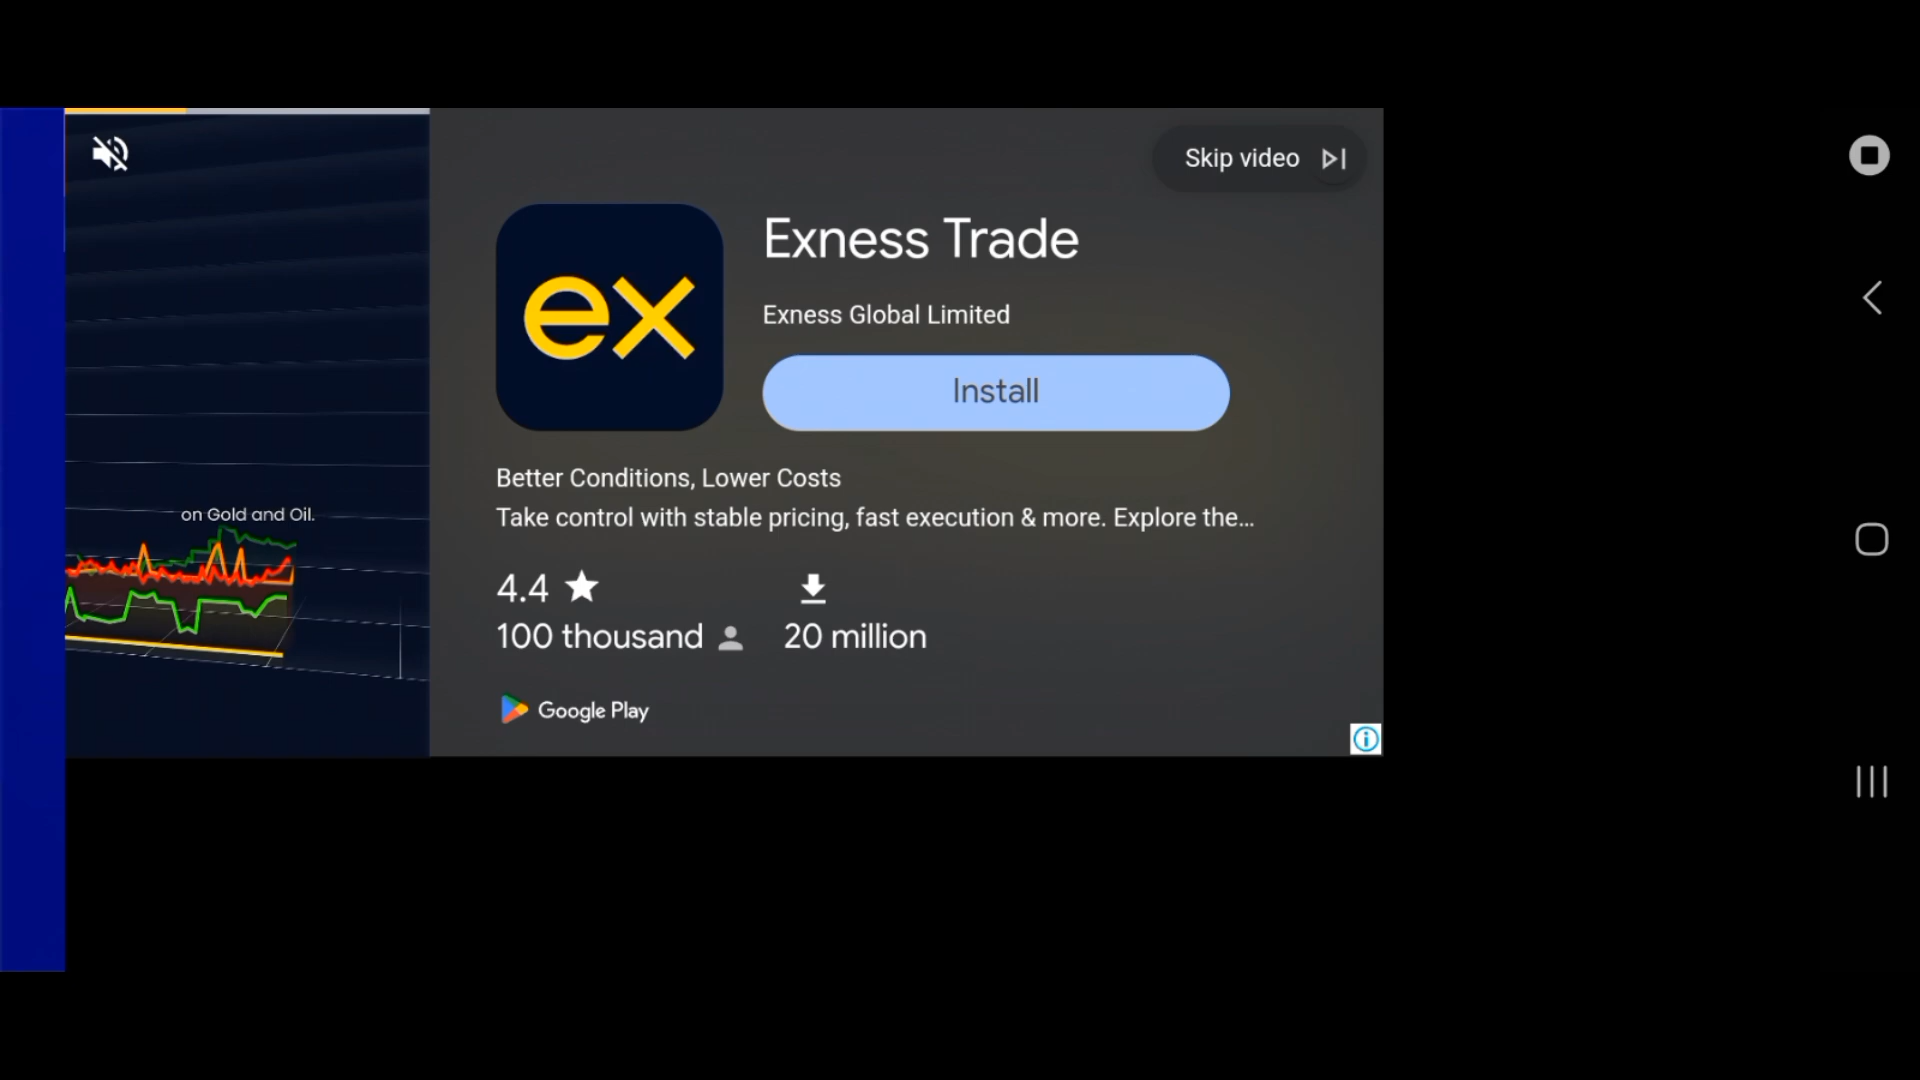 Skip video
ex
Exness Trade
Exness Global Limited
Install
Better Conditions, Lower Costs
Take control with stable pricing, fast execution & more. Explore the...
on Gold and Oil.
4.4
100 thousand
20 million
Google Play